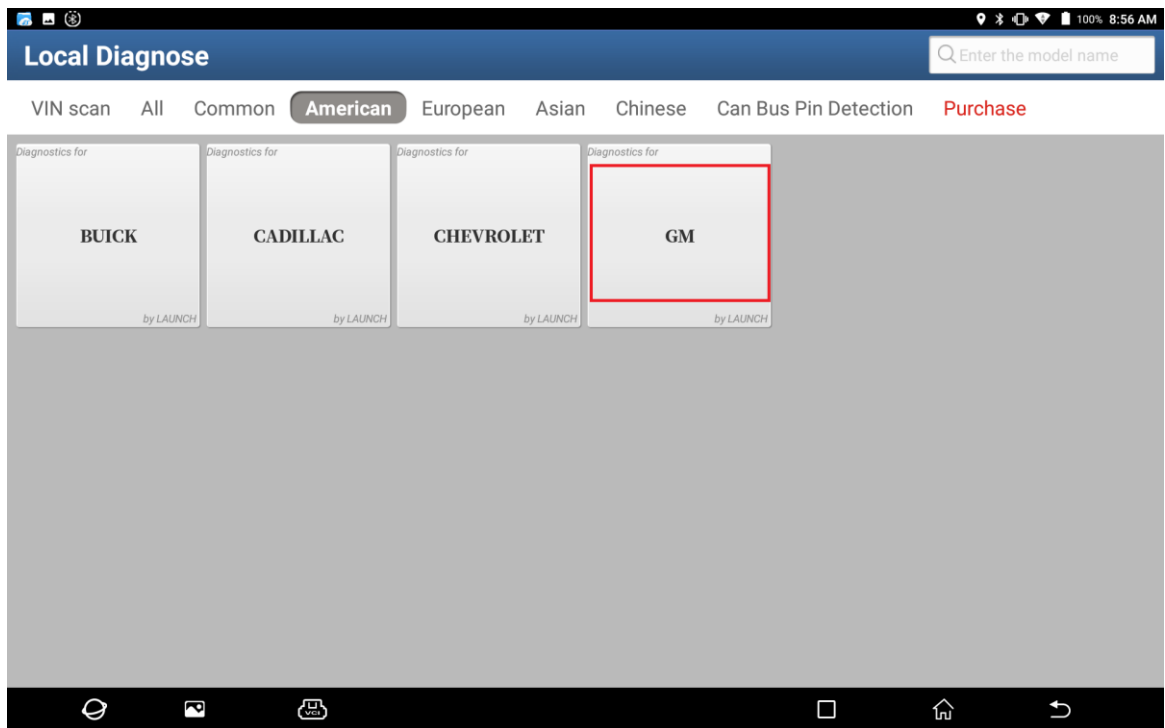 100% 8:56 AM
Local Diagnose
Enter the model name
VIN scan All Common American European Asian Chinese Can Bus Pin Detection Purchase
Diagnostics for Diagnostics for Diagnostics for Diagnostics for
BUICK CADILLAC CHEVROLET GM
by LAUNCH by LAUNCH by LAUNCH by LAUNCH
VCI